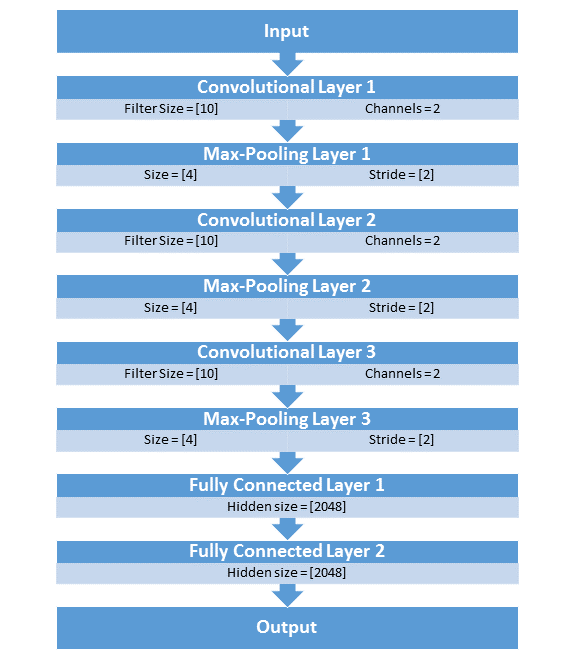 Input
Convolutional Layer 1
Filter Size = [10] Channels = 2
Max-Pooling Layer 1
Size = [4] Stride = [2]
Convolutional Layer 2
Filter Size = [10] Channels = 2
Max-Pooling Layer 2
Size = [4] Stride = [2]
Convolutional Layer 3
Filter Size = [10] Channels = 2
Max-Pooling Layer 3
Size = [4] Stride = [2]
Fully Connected Layer 1
Hidden size = [2048]
Fully Connected Layer 2
Hidden size = [2048]
Output